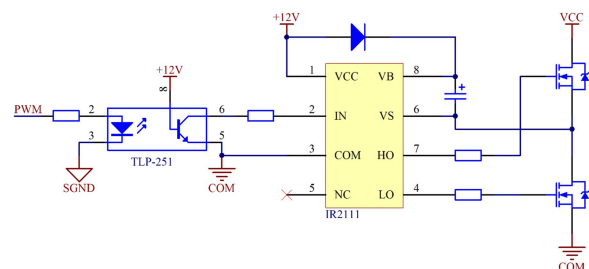 +12V
VCC
+12V
8
1 VCC VB 8
PWM 2 6 2 IN VS 6
3 5 3 COM HO 7
TLP-251
SGND
COM
5 NC LO 4
IR2111
COM